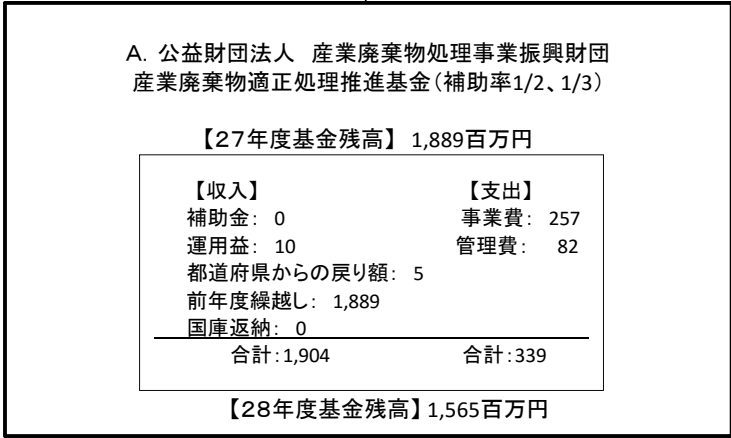 A. 公益財団法人 産業廃棄物処理事業振興財団
産業廃棄物適正処理推進基金(補助率1/2、1/3)
【27年度基金残高】 1,889百万円
【収入】 【支出】
補助金: 0 事業費: 257
運用益: 10 管理費: 82
都道府県からの戻り額: 5
前年度繰越し: 1,889
国庫返納: 0
合計:1,904 合計:339
【28年度基金残高】1,565百万円